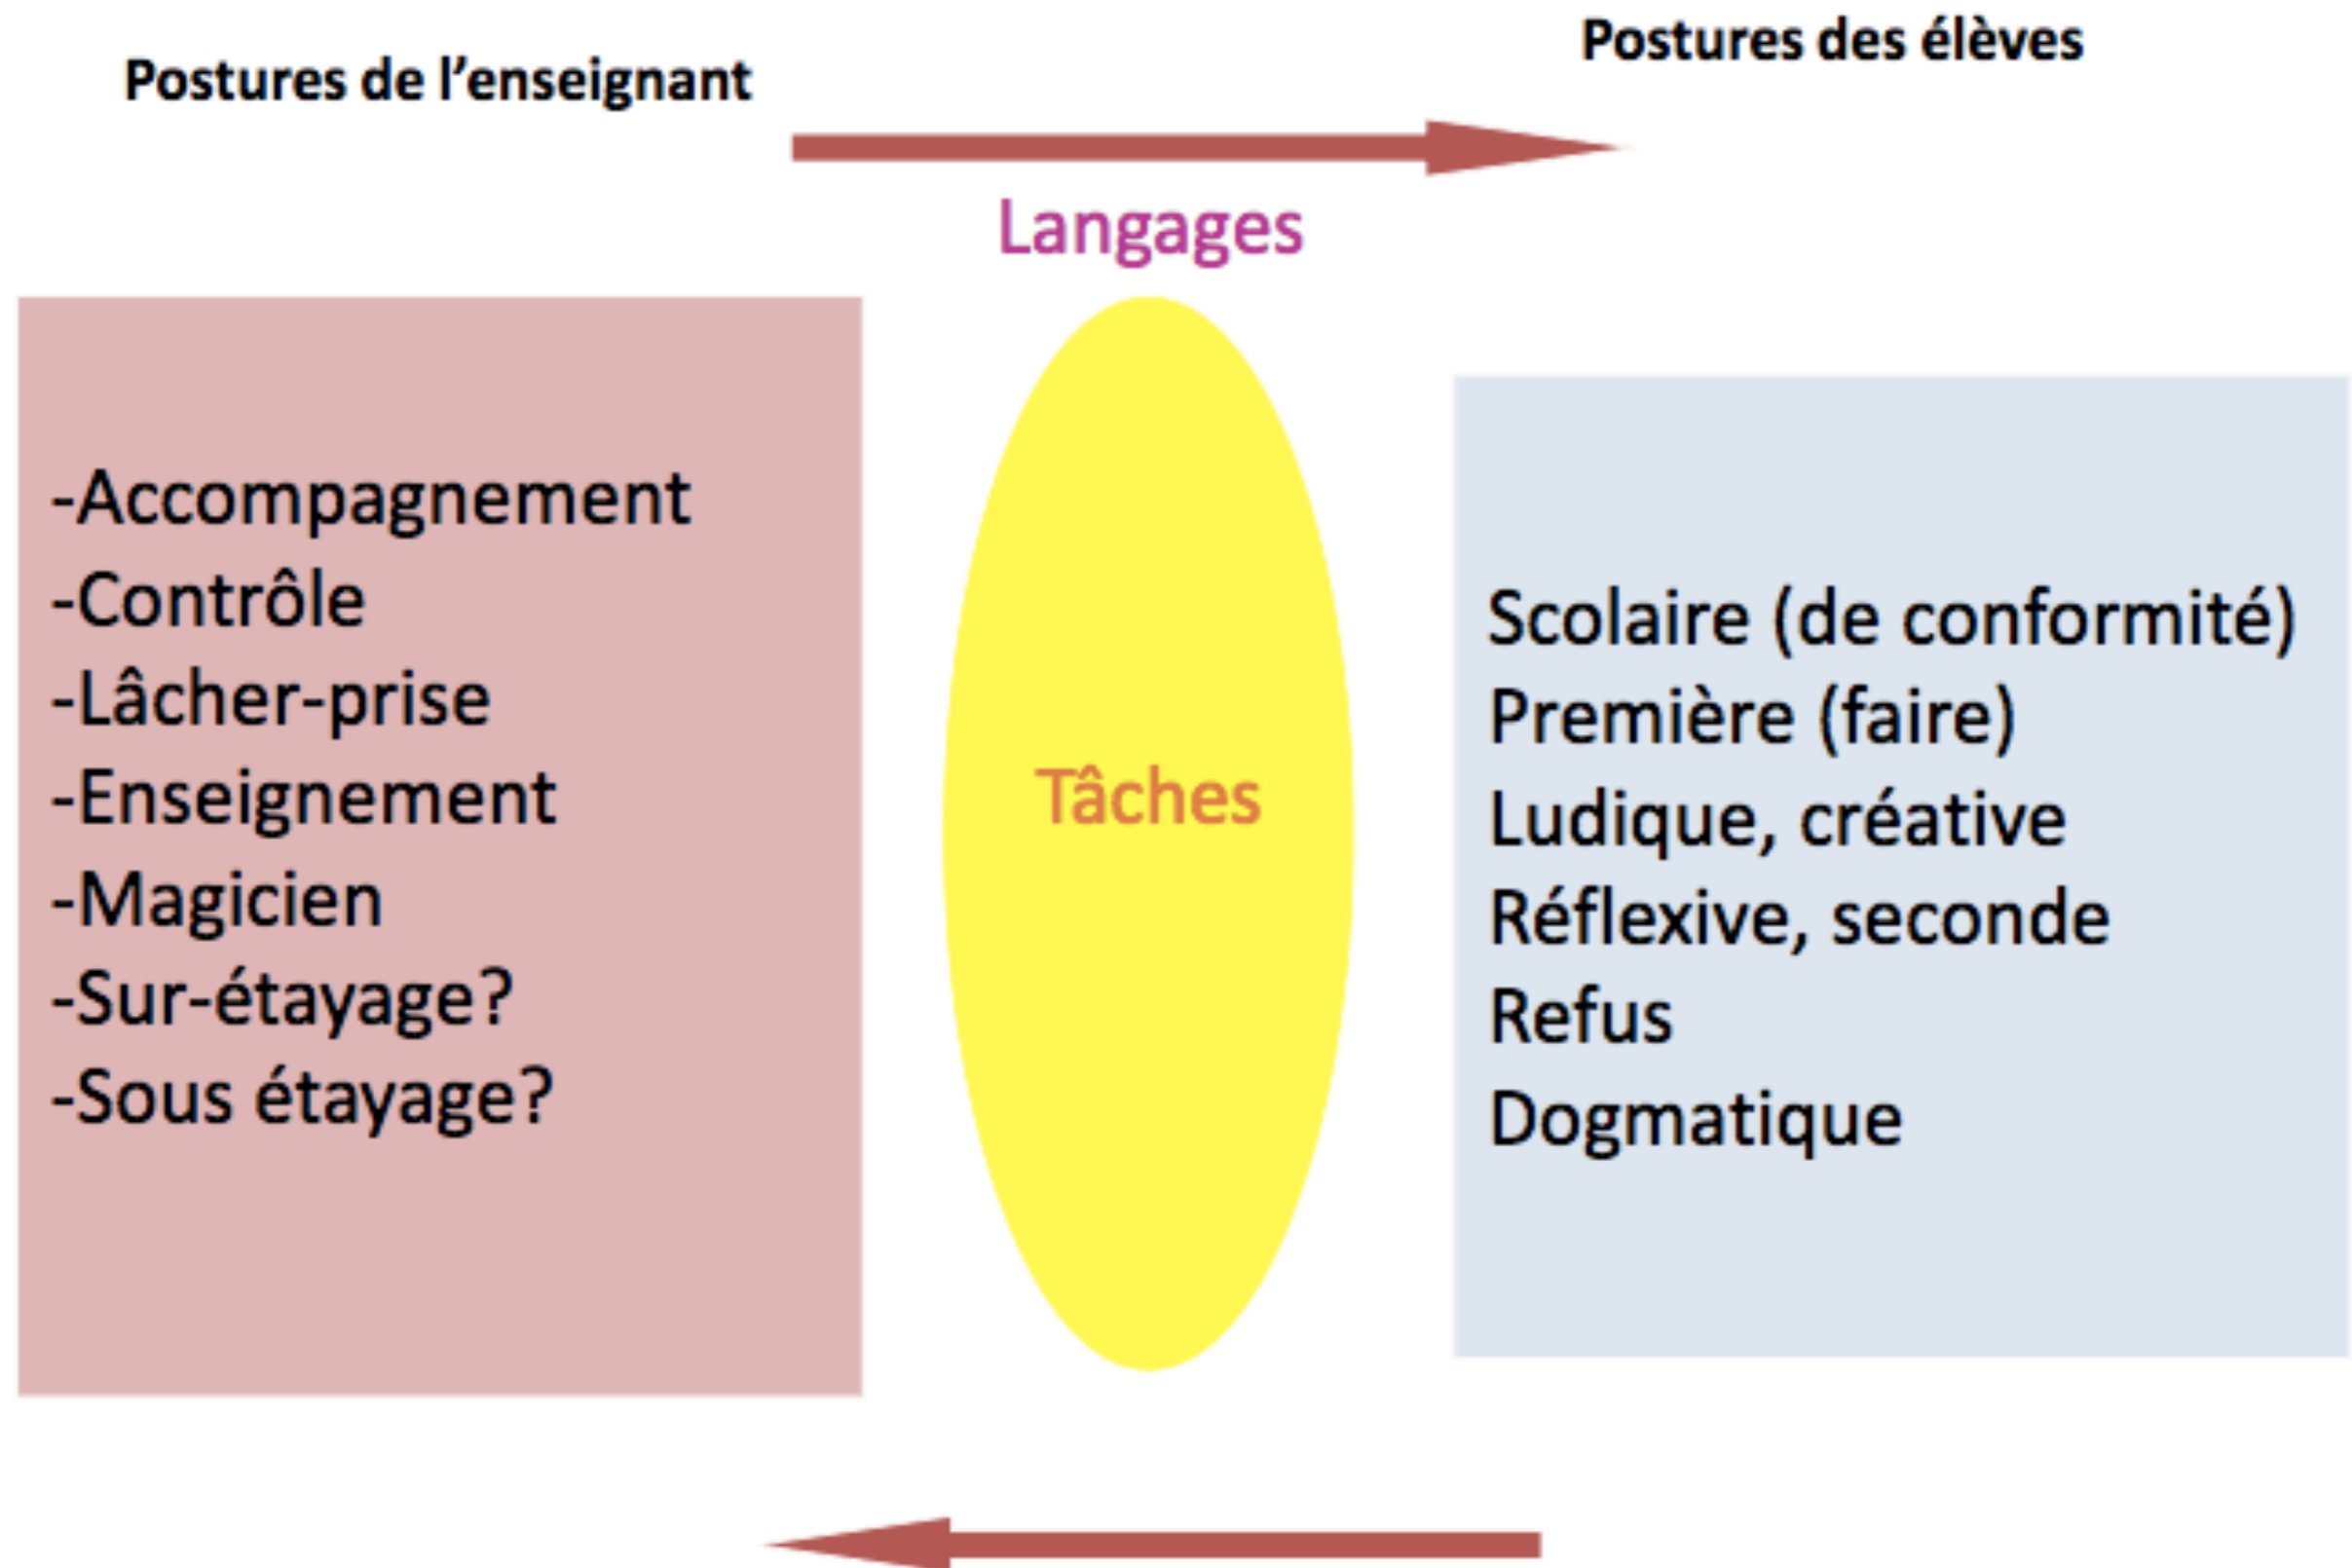 Postures de l'enseignant
Postures des élèves
Langages
-Accompagnement
-Contrôle
-Lâcher-prise
-Enseignement
-Magicien
-Sur-étayage?
-Sous étayage?
Tâches
Scolaire (de conformité)
Première (faire)
Ludique, créative
Réflexive, seconde
Refus
Dogmatique